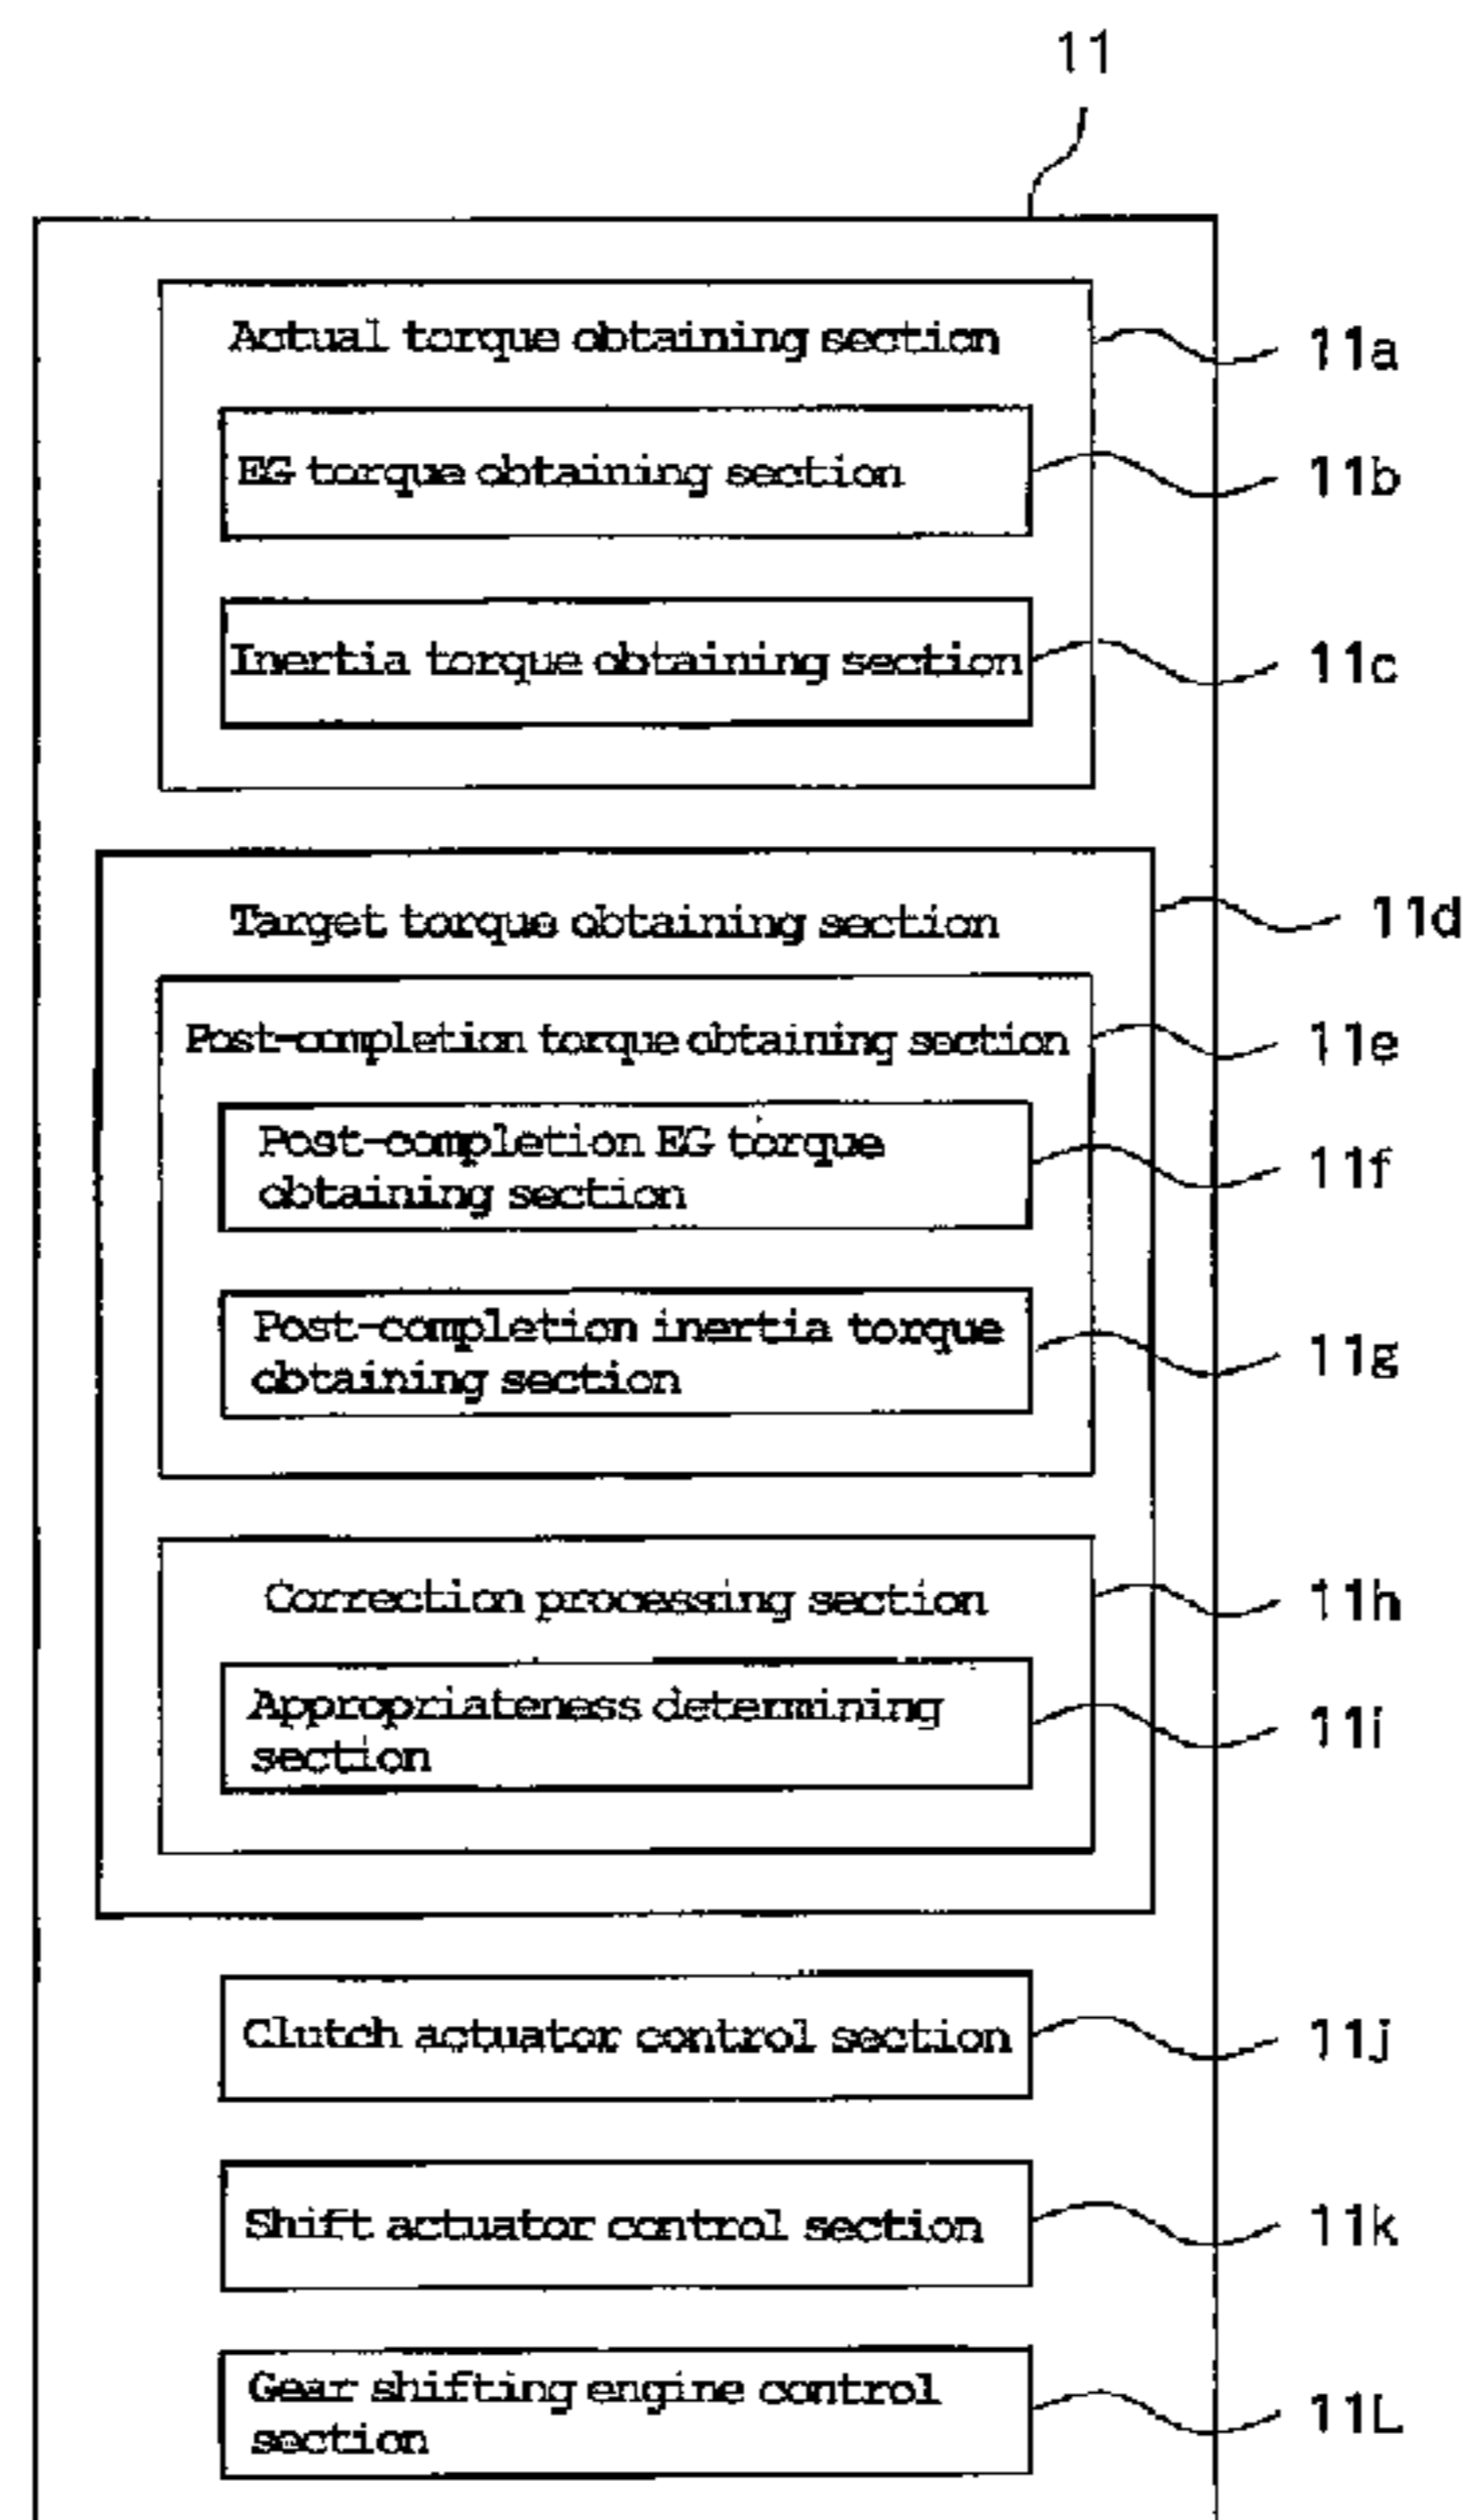 11
Actual torque obtaining section 11a
EG torque obtaining section 11b
Inertia torque obtaining section 11c
Target torque obtaining section 11d
Post-completion torque obtaining section 11e
Post-completion EG torque
obtaining section
11f
Post-completion inertia torque
obtaining section
11g
Correction processing section 11h
Appropriateness determining
section
11i
Clutch actuator control section 11j
Shift actuator control section 11k
Gear shifting engine control
section
11L